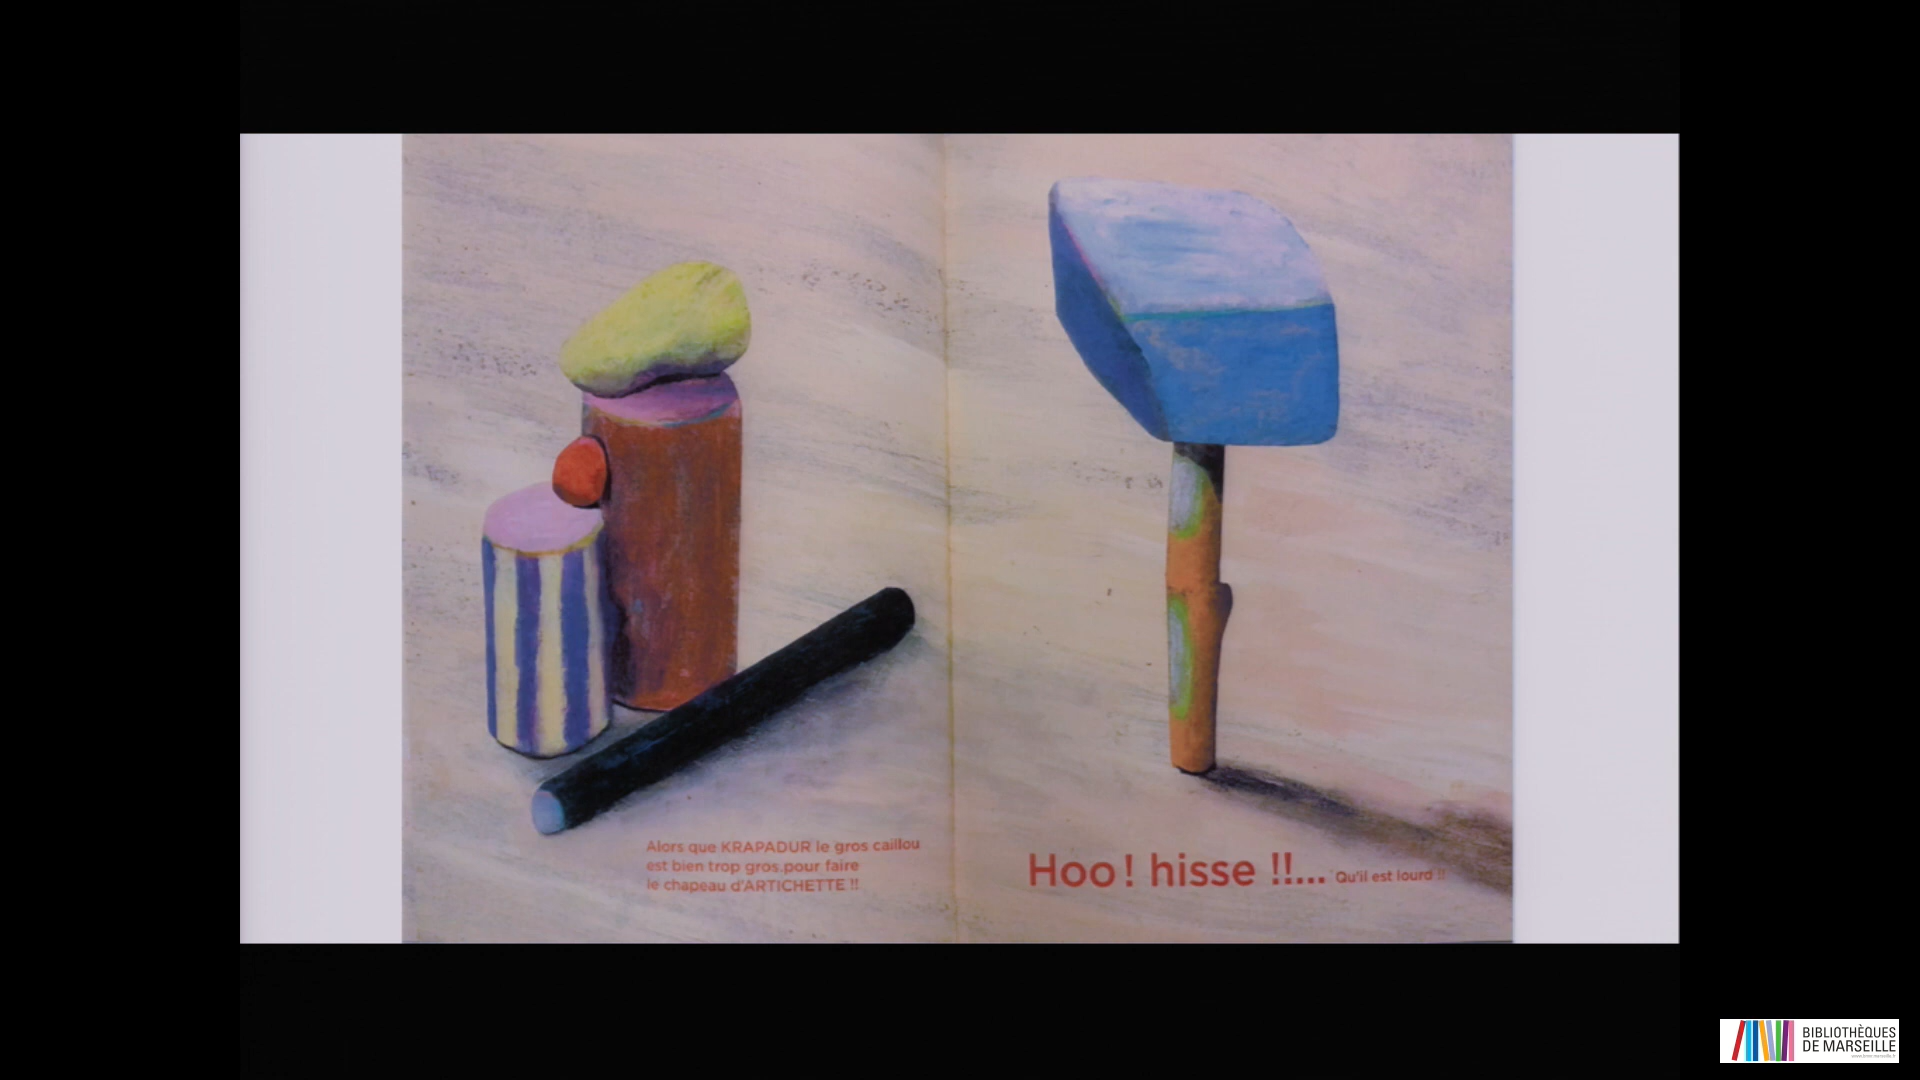 Alors que KRAPADUR le gros caillou
est bien trop gros pour faire
le chapeau d'ARTICHETTE !!
Hoo ! hisse !!... Qu'il est lourd !!
BIBLIOTHÈQUES
DE MARSEILLE